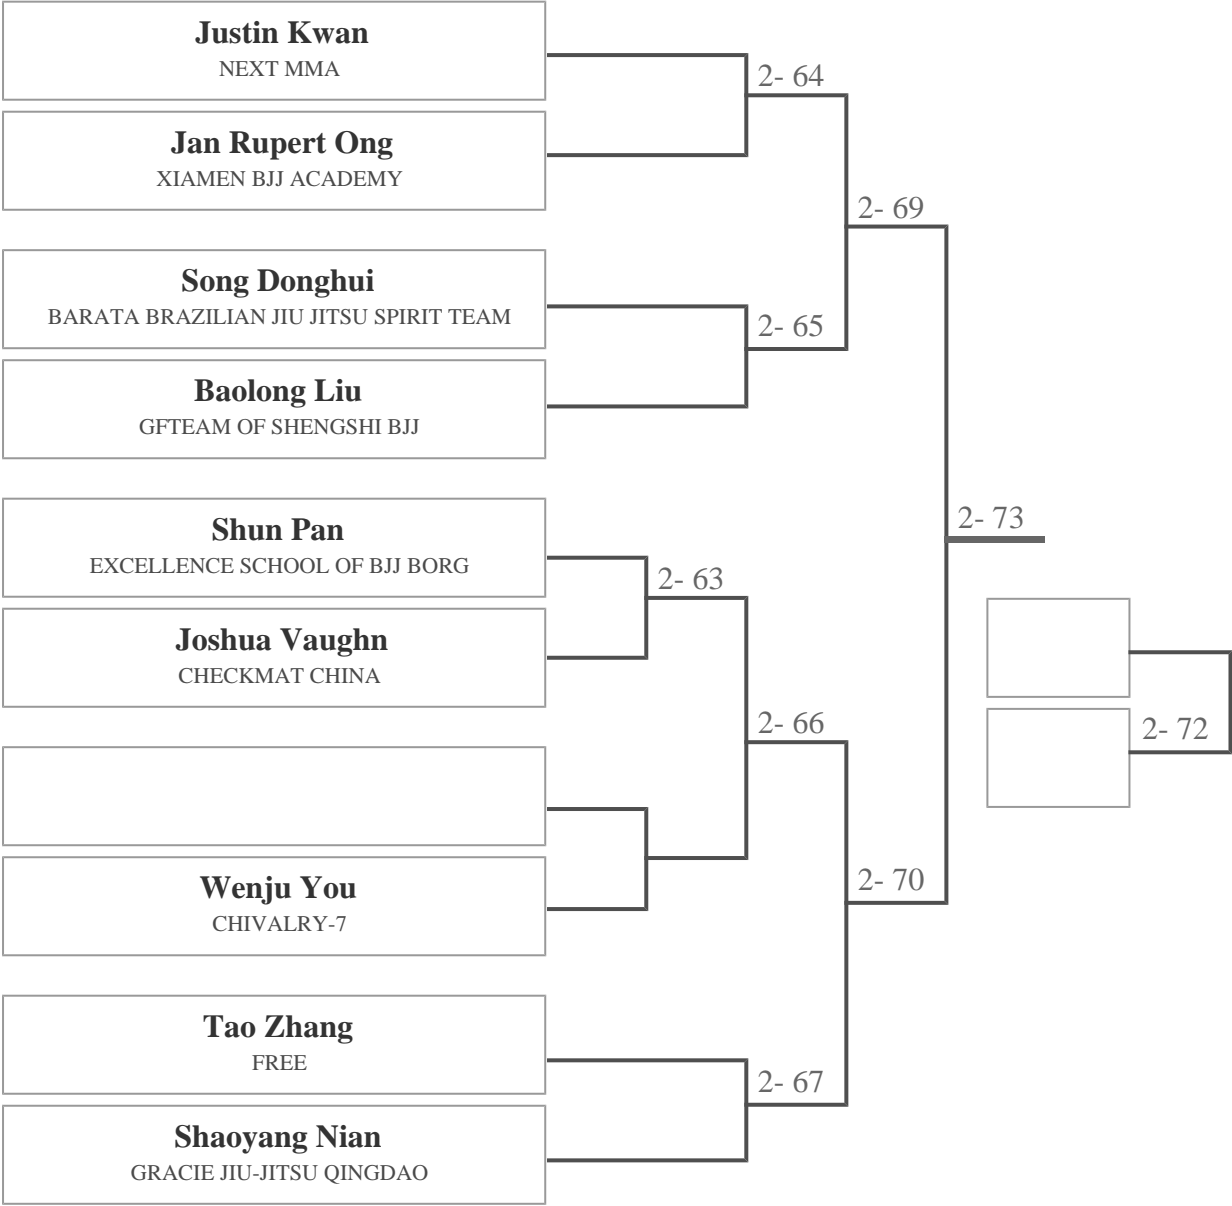 Justin Kwan
NEXT MMA
2- 64
Jan Rupert Ong
XIAMEN BJJ ACADEMY
2- 69
Song Donghui
BARATA BRAZILIAN JIU JITSU SPIRIT TEAM
2- 65
Baolong Liu
GFTEAM OF SHENGSHI BJJ
Shun Pan
EXCELLENCE SCHOOL OF BJJ BORG
2- 73
2- 63
Joshua Vaughn
CHECKMAT CHINA
2- 66
2- 72
Wenju You
CHIVALRY-7
2- 70
Tao Zhang
FREE
2- 67
Shaoyang Nian
GRACIE JIU-JITSU QINGDAO